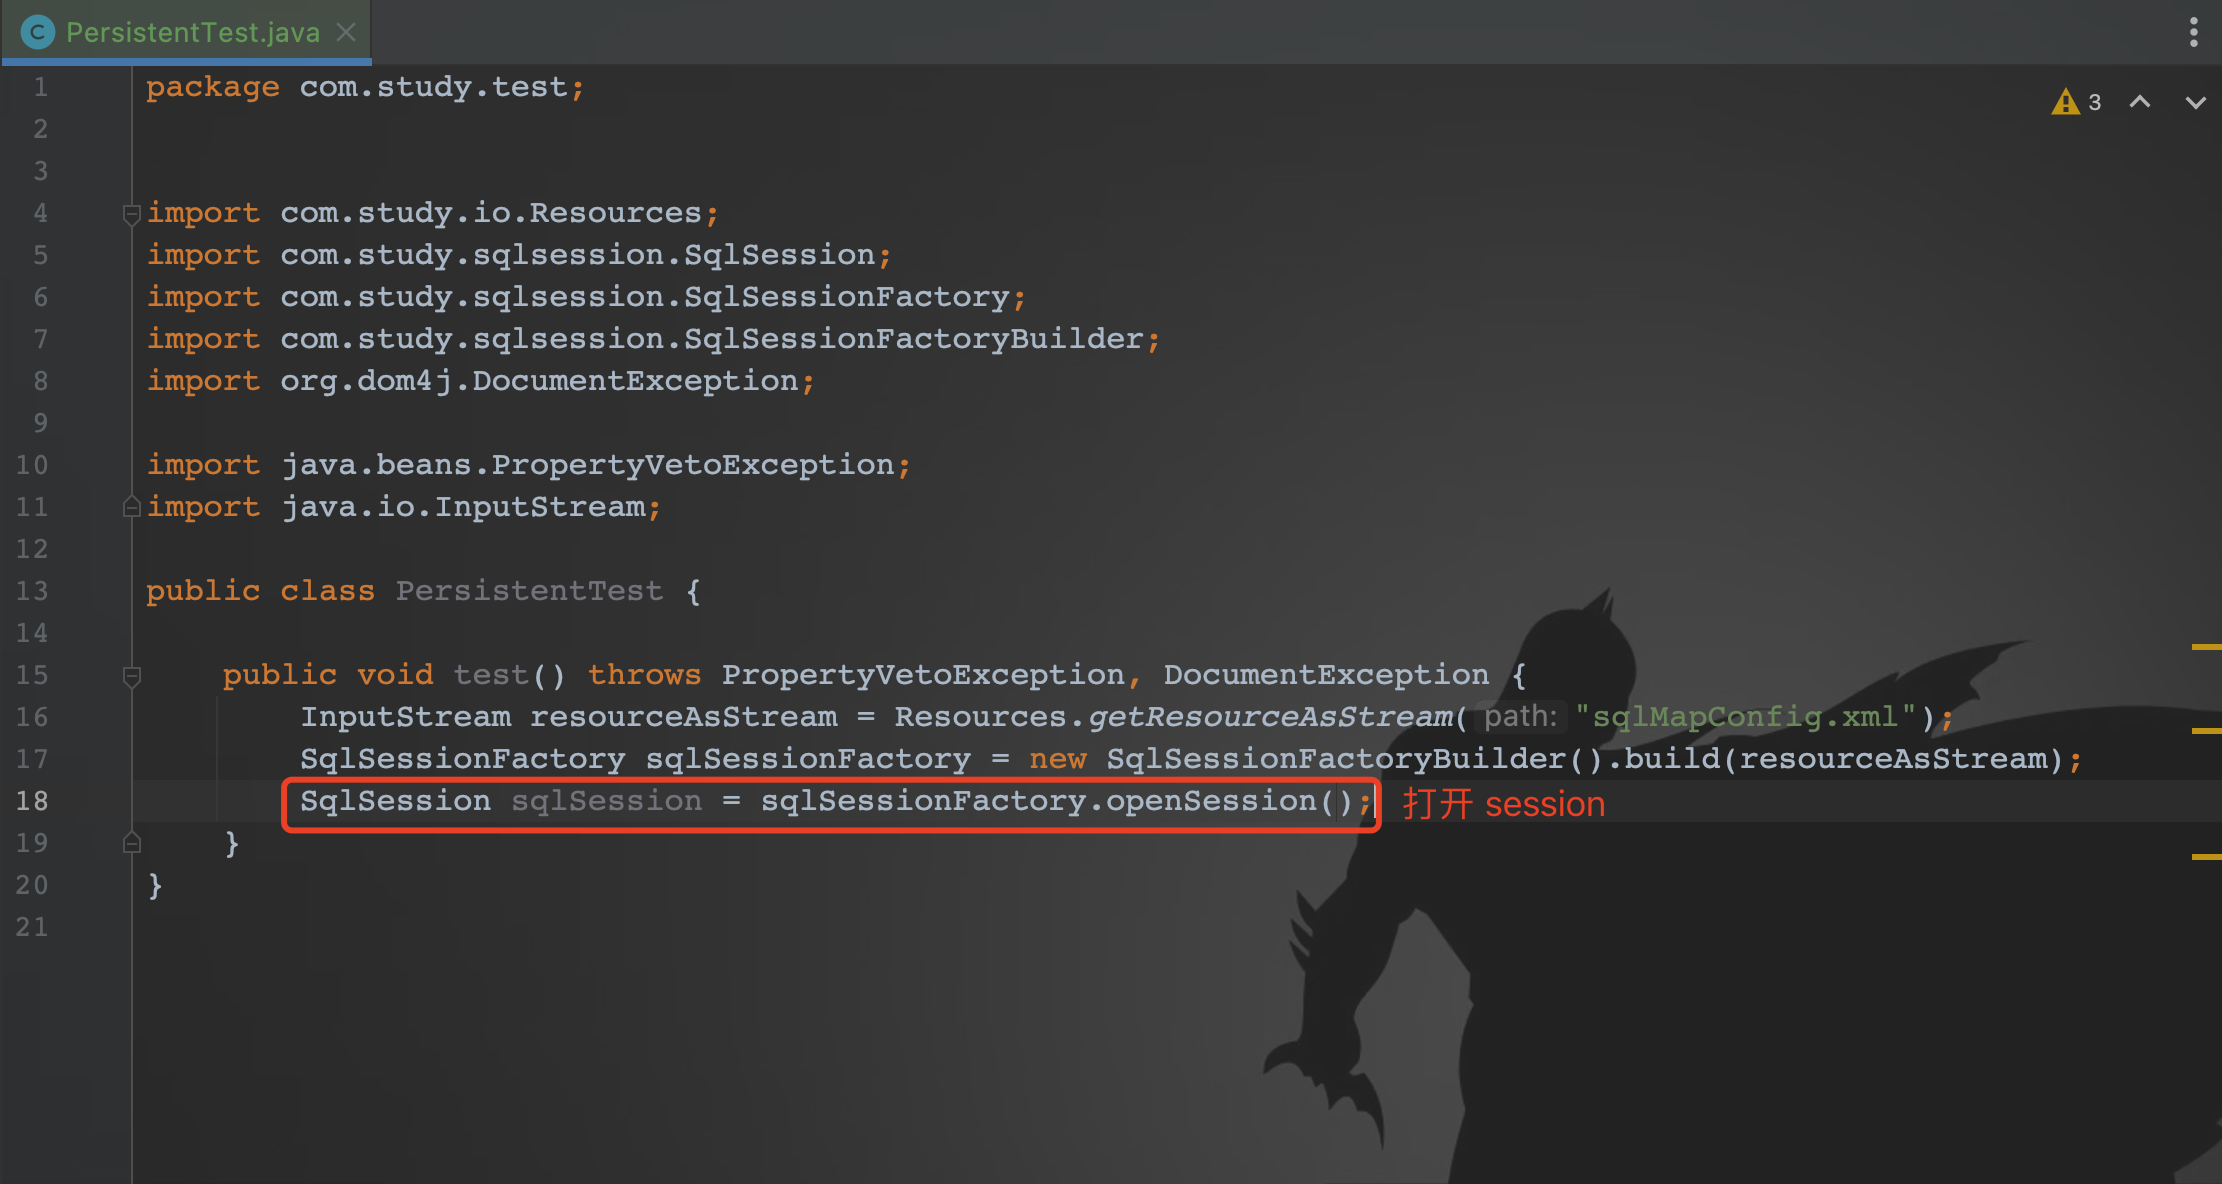 PersistentTest.java
3
1 package com.study.test;
2
3
4 import com.study.io.Resources;
5 import com.study.sqlsession.SqlSession;
6 import com.study.sqlsession.SqlSessionFactory;
7 import com.study.sqlsession.SqlSessionFactoryBuilder;
8 import org.dom4j.DocumentException;
9
10 import java.beans.PropertyVetoException;
11 import java.io.InputStream;
12
13 public class PersistentTest {
14
15 public void test() throws PropertyVetoException, DocumentException {
16 InputStream resourceAsStream = Resources.getResourceAsStream( path: "sqlMapConfig.xml");
17 SqlSessionFactory sqlSessionFactory = new SqlSessionFactoryBuilder().build(resourceAsStream);
18 SqlSession sqlSession = sqlSessionFactory.openSession(); 打开 session
19 }
20 }
21